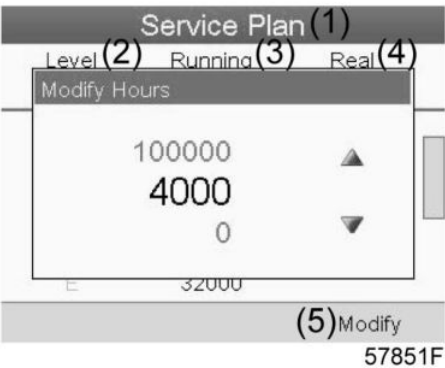 Service Plan (1)
Level (2) Running (3) Real (4)
Modify Hours
100000
4000
0
E 32000
(5) Modify
57851F